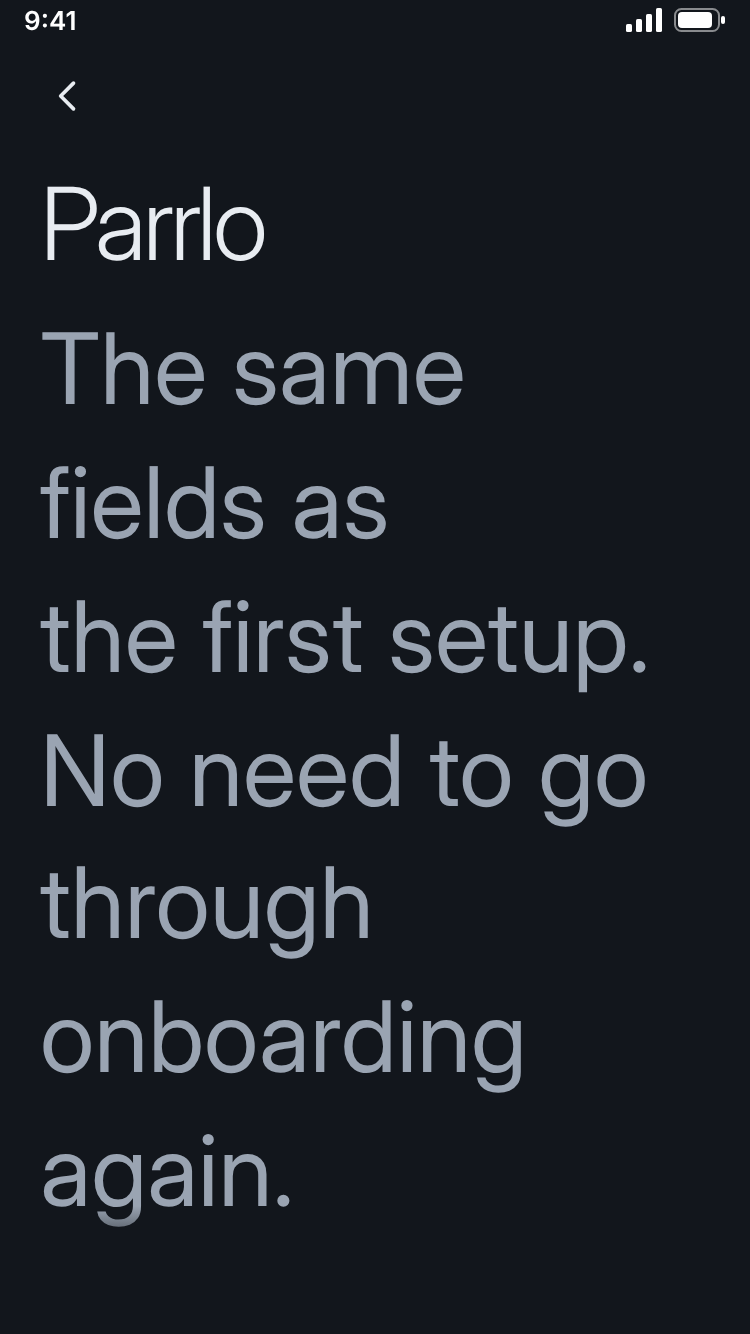 9:41
Parrlo
The same
fields as
the first setup.
No need to go
through
onboarding
again.